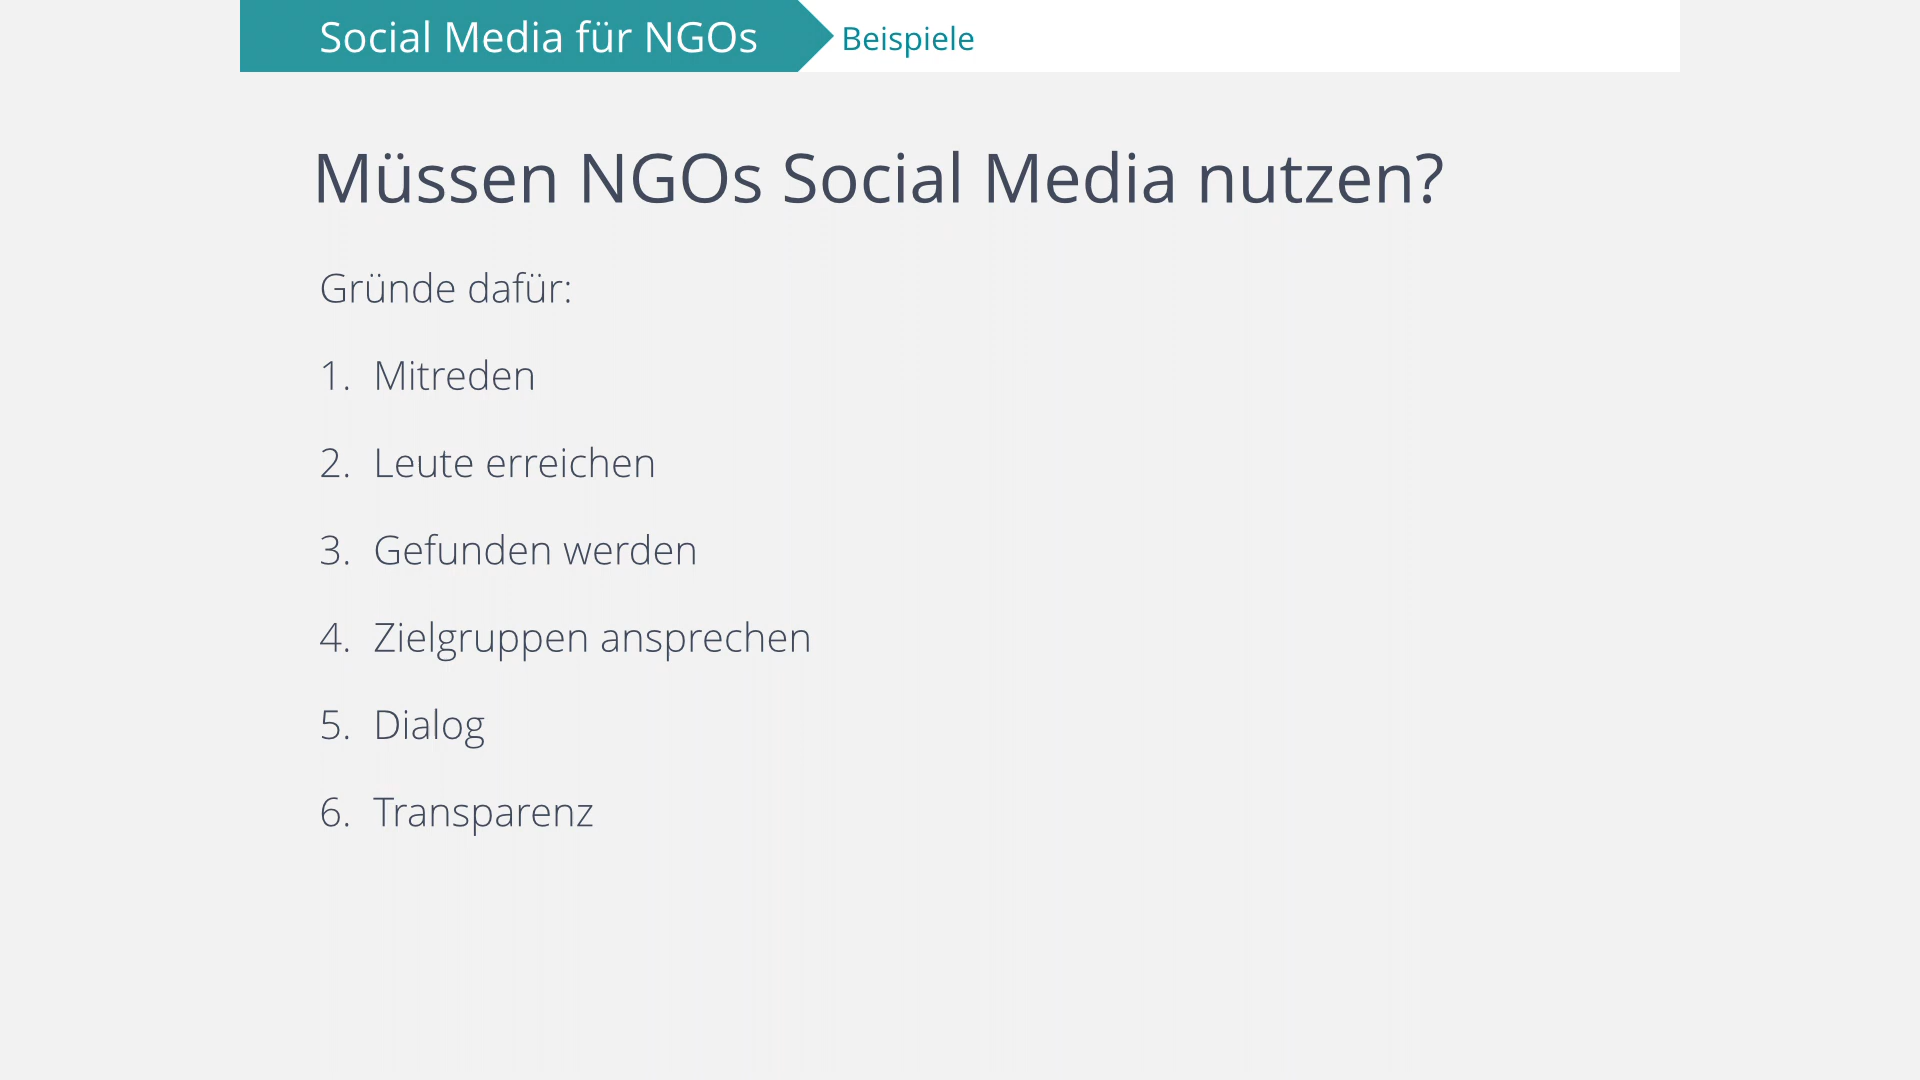 Social Media für NGOs
Beispiele
Müssen NGOs Social Media nutzen?
Gründe dafür:
1. Mitreden
2. Leute erreichen
3. Gefunden werden
4. Zielgruppen ansprechen
5. Dialog
6. Transparenz